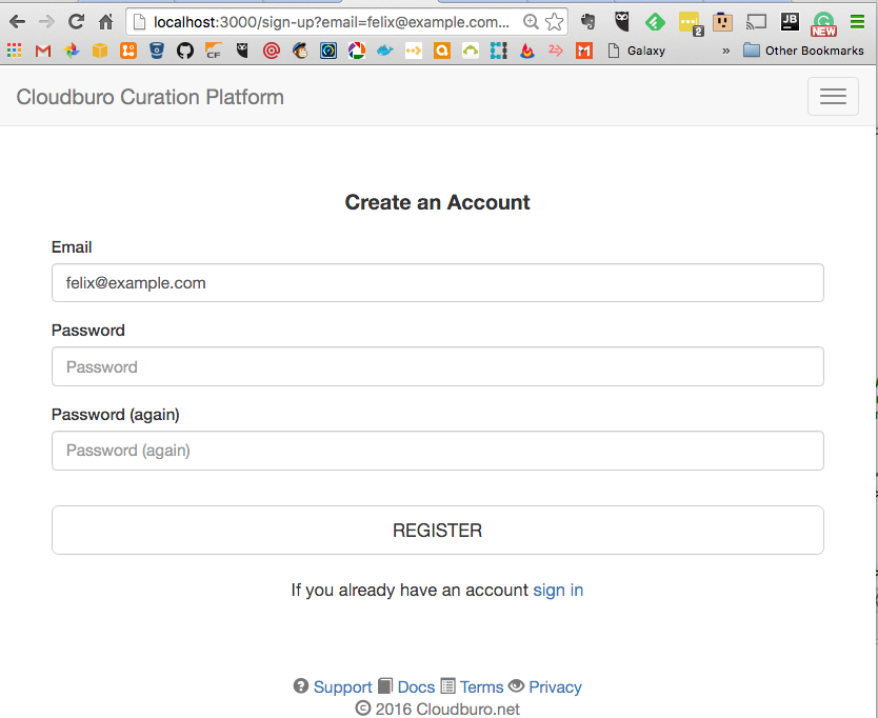 localhost:3000/sign-up?email=felix@example.com...
2
JB
NEW
CF
Galaxy
» Other Bookmarks
Cloudburo Curation Platform
Create an Account
Email
felix@example.com
Password
Password
Password (again)
Password (again)
REGISTER
If you already have an account sign in
Support Docs Terms Privacy
© 2016 Cloudburo.net